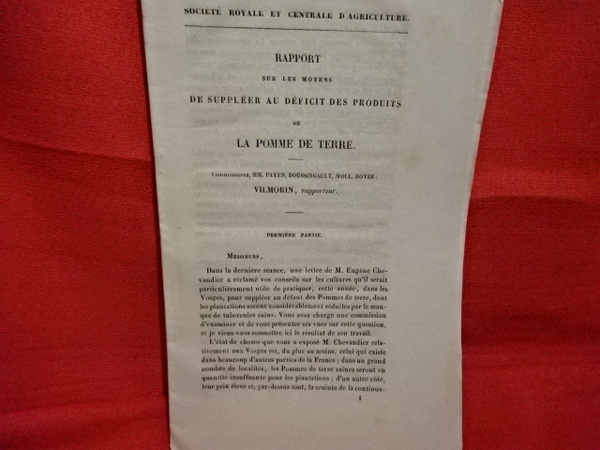 SOCIÉTÉ ROYALE ET CENTRALE D'AGRICULTURE.
RAPPORT
SUR LES MOYENS
DE SUPPLÉER AU DÉFICIT DES PRODUITS
DE
LA POMME DE TERRE.
Commissaires, MM. PAYEN, BOUSSINGAULT, MOLL, ROYER;
VILMORIN, rapporteur.
PREMIÈRE PARTIE.
MESSIEURS,
Dans la dernière séance, une lettre de M. Eugène Che-
vandier a réclamé vos conseils sur les cultures qu'il serait
particulièrement utile de pratiquer, cette année, dans les
Vosges, pour suppléer au défaut des Pommes de terre, dont
les plantations seront considérablement réduites par le man-
que de tubercules sains. Vous avez chargé une commission
d'examiner et de vous présenter ses vues sur cette question,
et je viens vous soumettre ici le résultat de son travail.
L'état de choses que vous a exposé M. Chevandier rela-
tivement aux Vosges est, du plus au moins, celui qui existe
dans beaucoup d'autres parties de la France; dans un grand
nombre de localités, les Pommes de terre saines seront en
quantité insuffisante pour les plantations; d'un autre côté,
leur prix élevé et, par-dessus tout, la crainte de la continua-
1